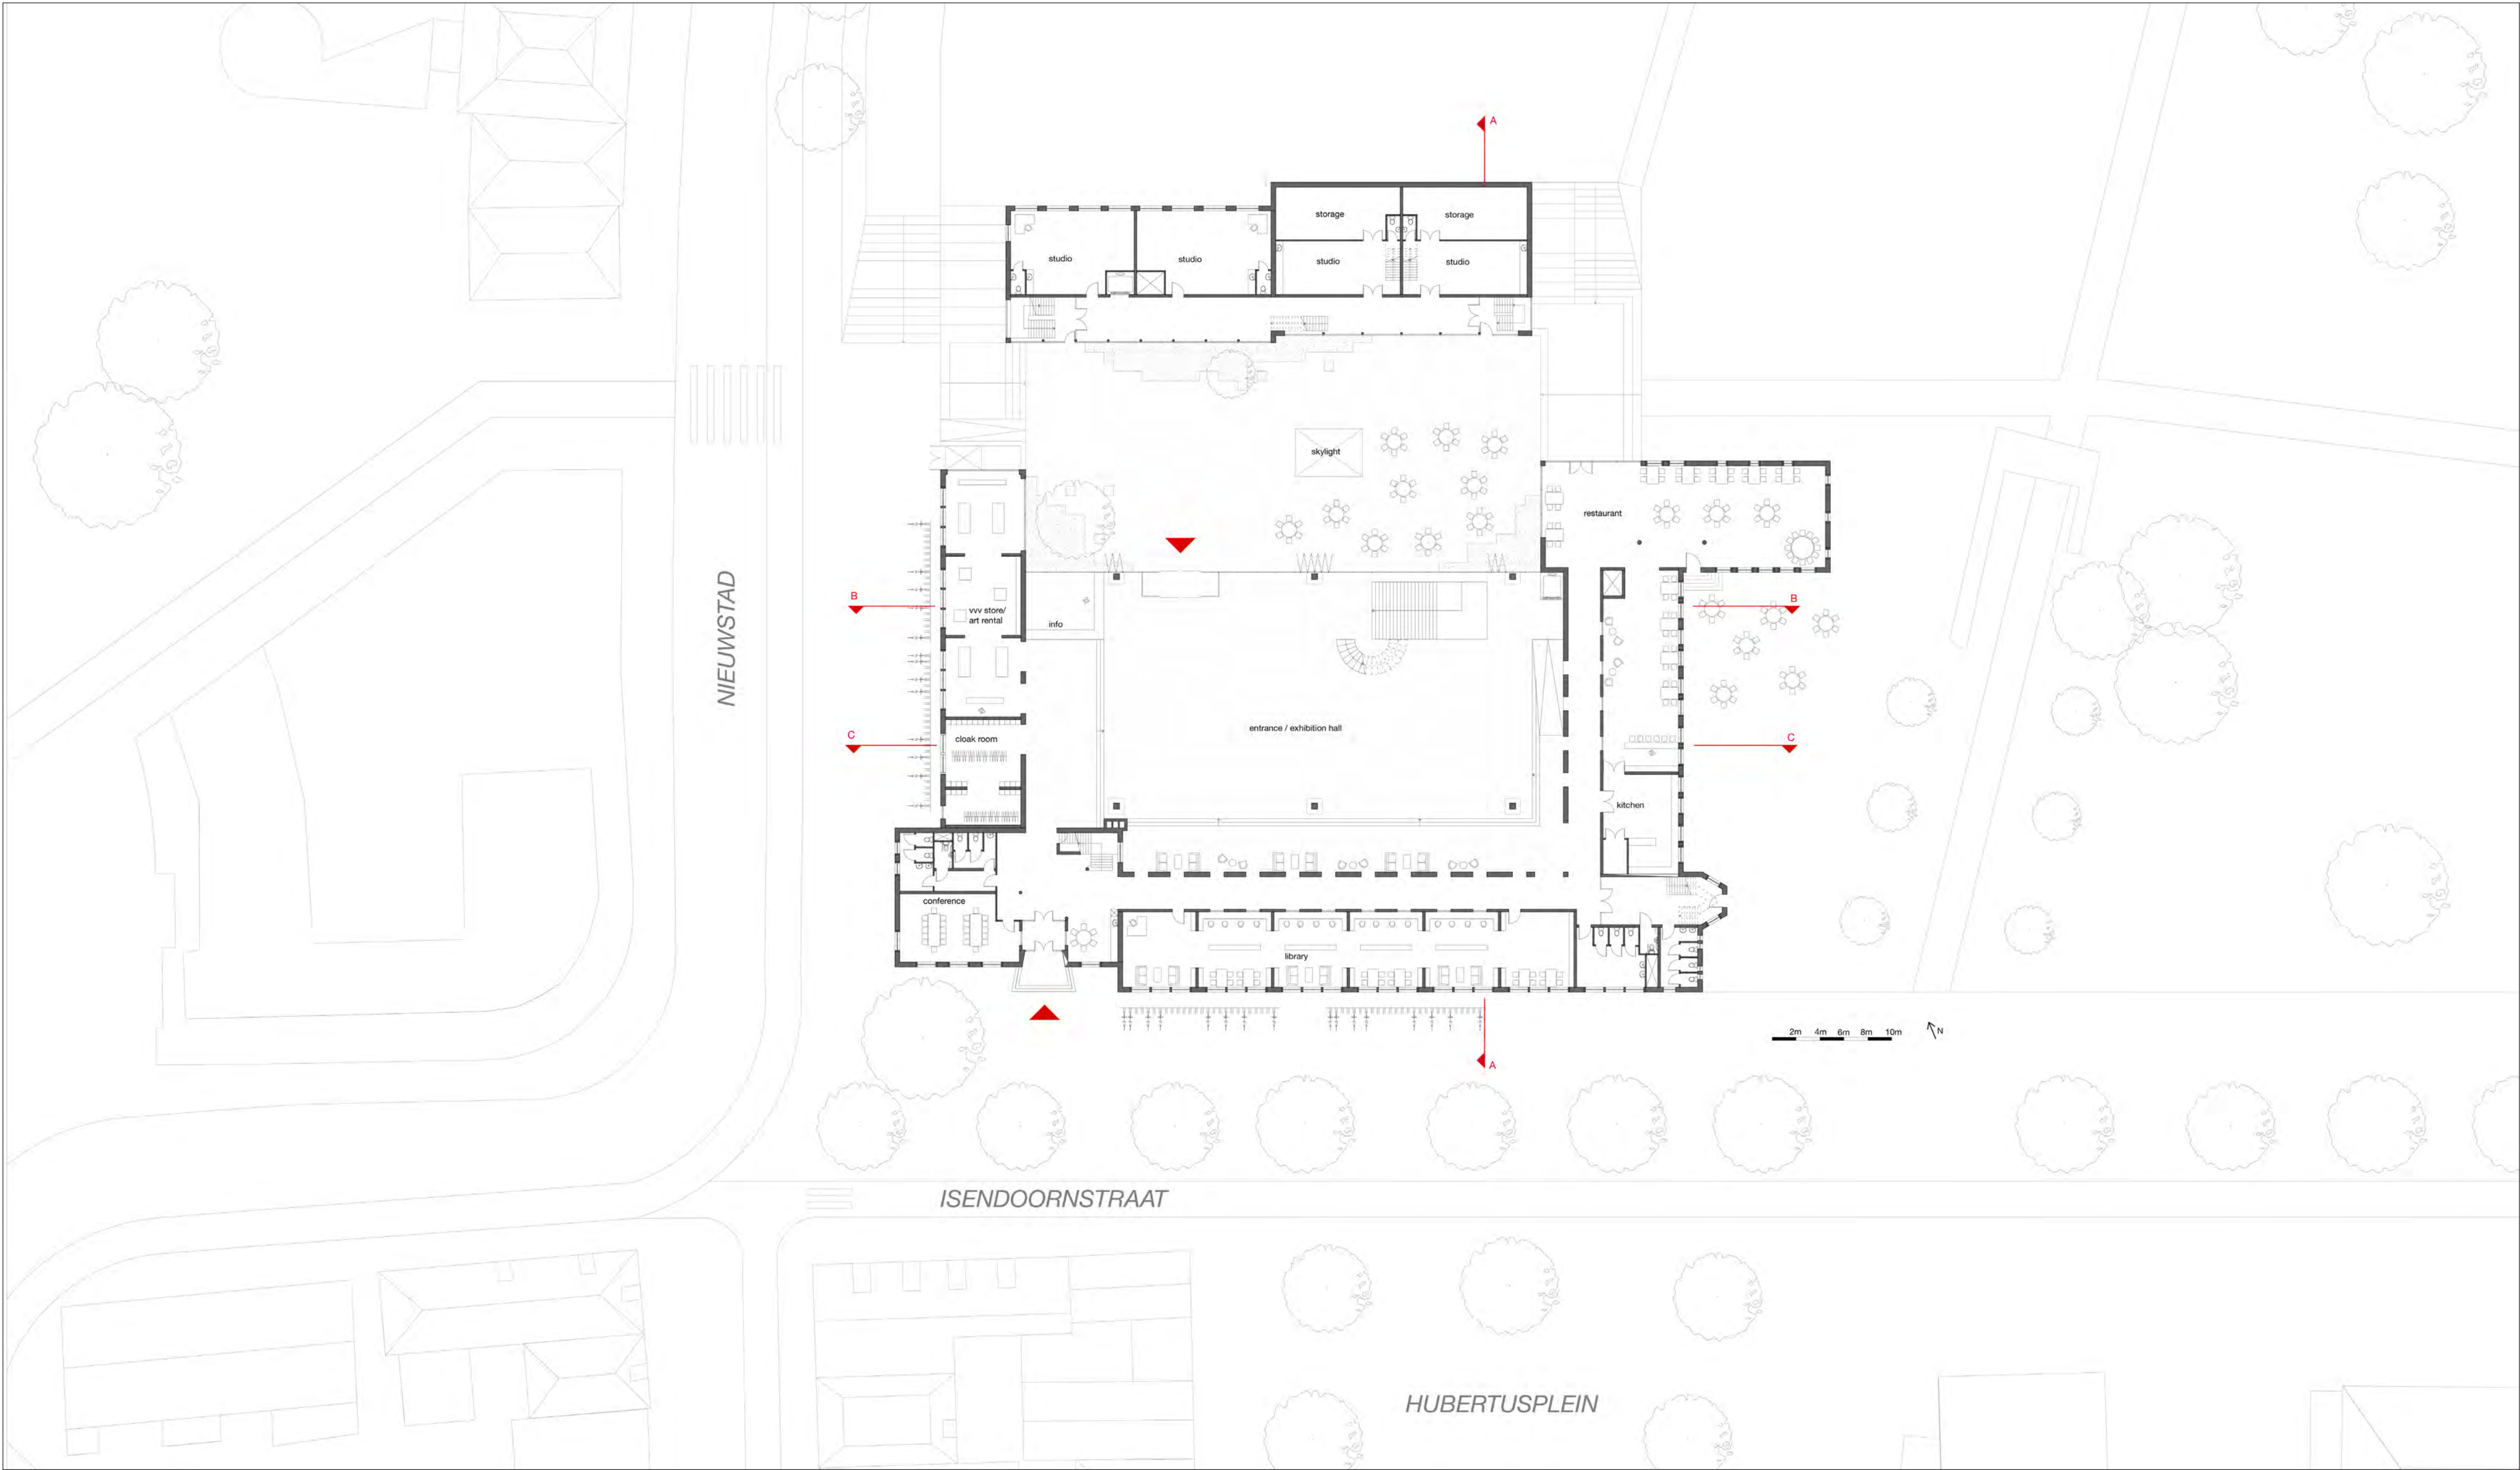 A
storage
storage
studio
studio
studio
studio
skylight
restaurant
NIEUWSTAD
B
B
vvv store/
art rental
info
C
C
cloak room
entrance / exhibition hall
kitchen
conference
library
2m 4m 6m 8m 10m
N
A
ISENDOORNSTRAAT
HUBERTUSPLEIN